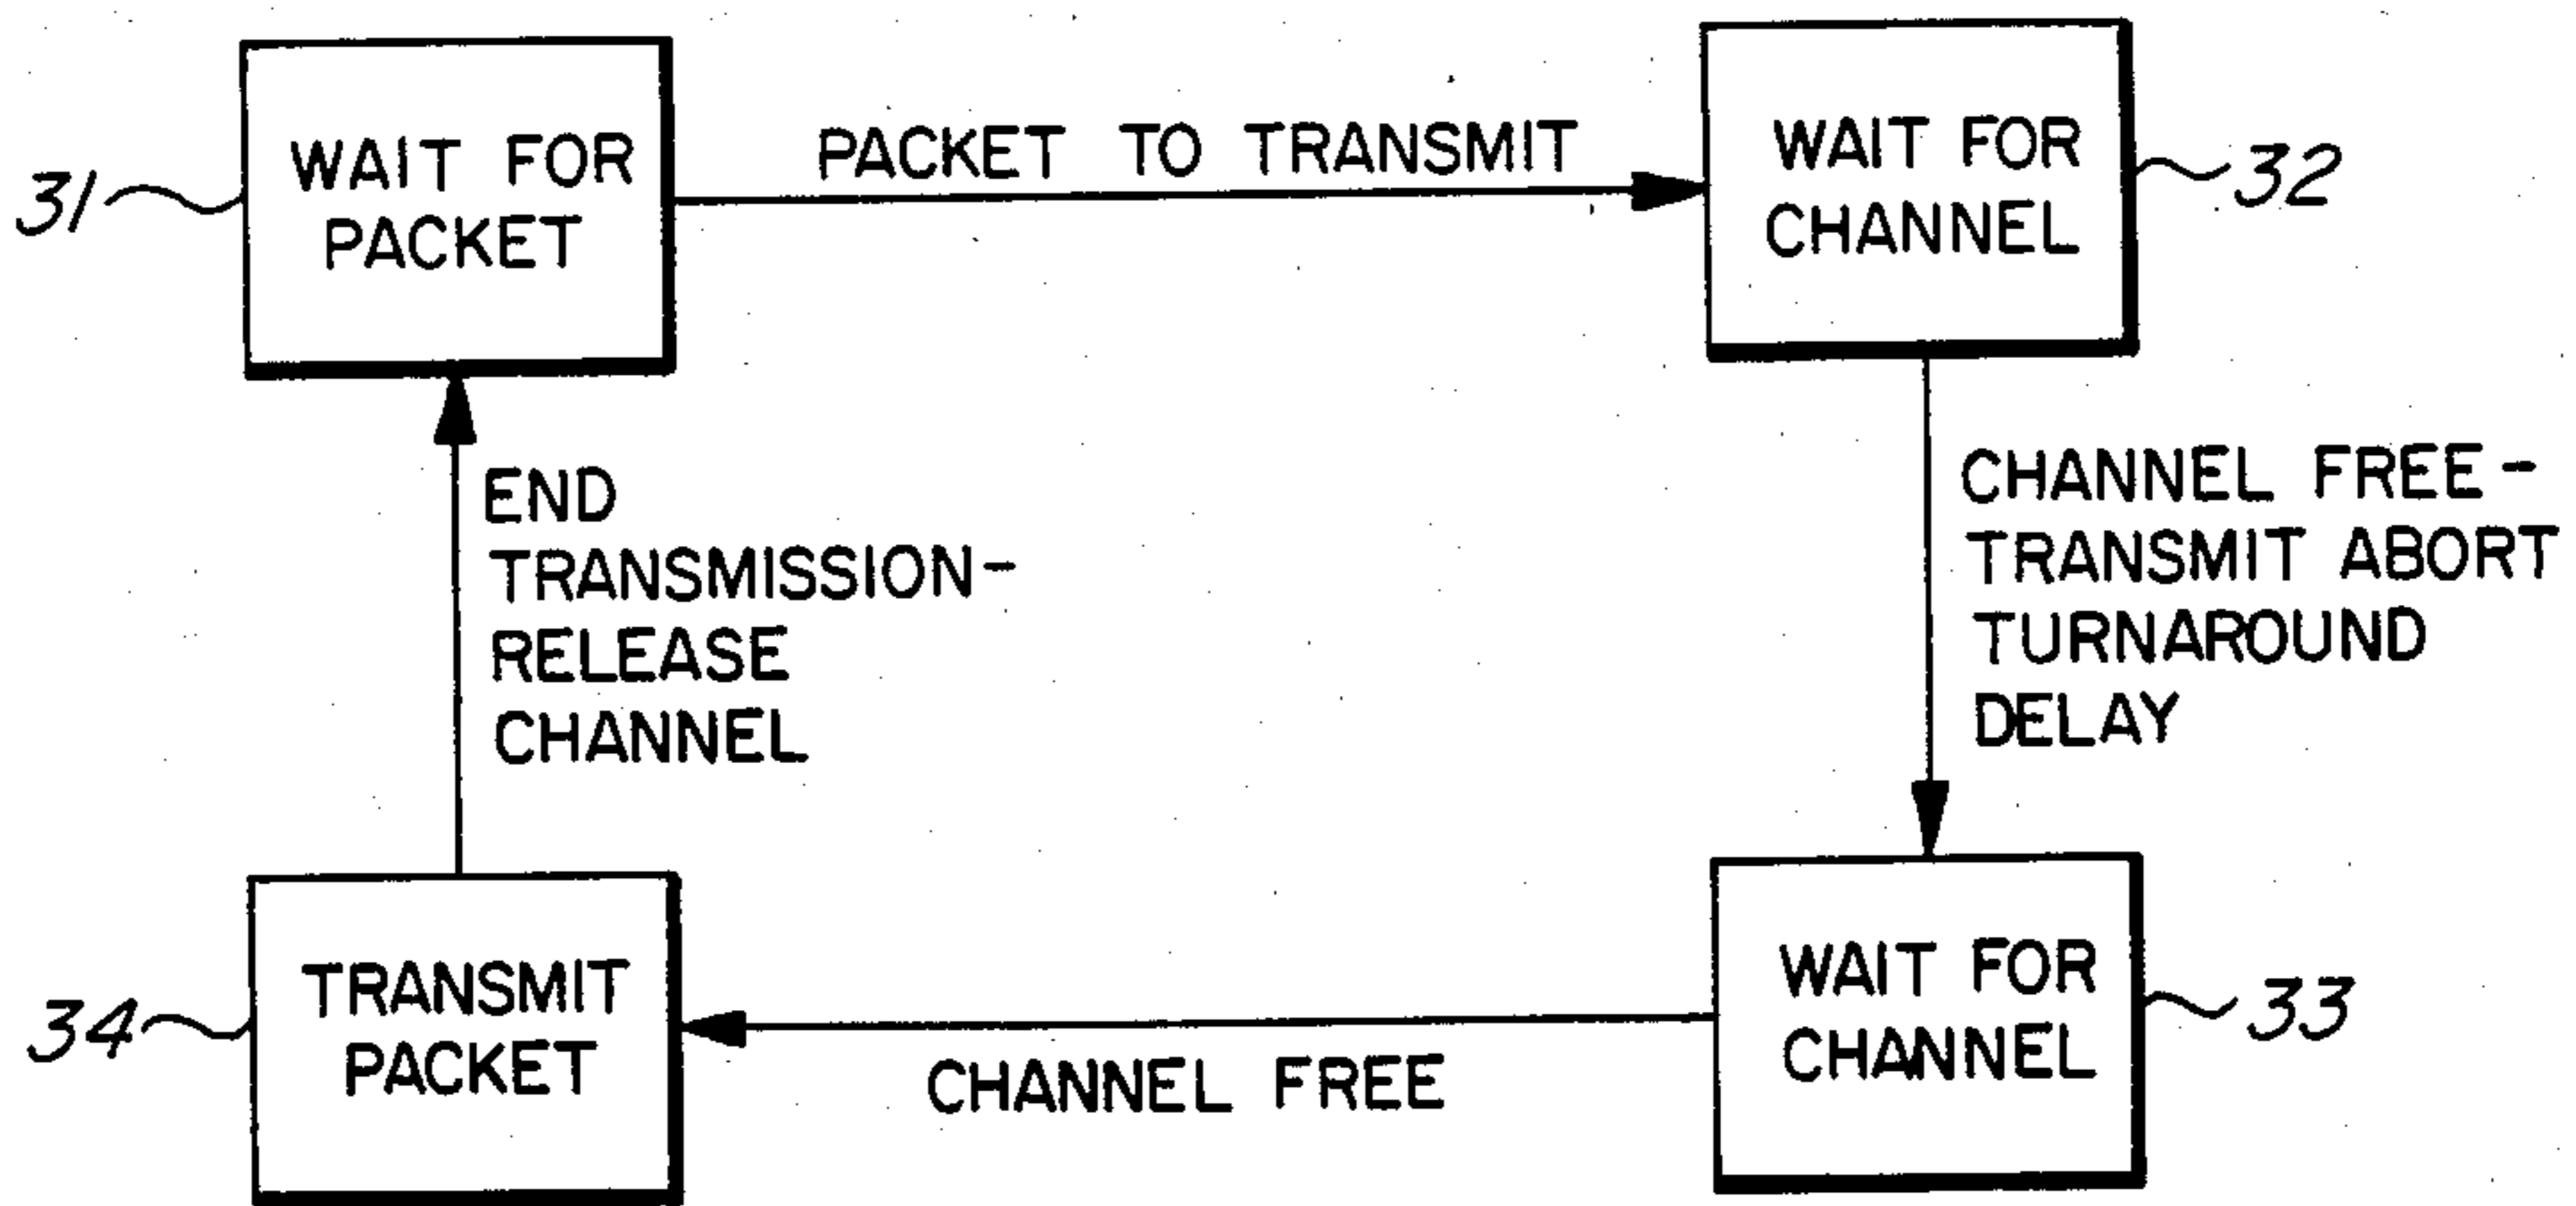 31
WAIT FOR
PACKET
PACKET TO TRANSMIT
WAIT FOR
CHANNEL
32
END
TRANSMISSION-
RELEASE
CHANNEL
CHANNEL FREE-
TRANSMIT ABORT
TURNAROUND
DELAY
34
TRANSMIT
PACKET
CHANNEL FREE
WAIT FOR
CHANNEL
33